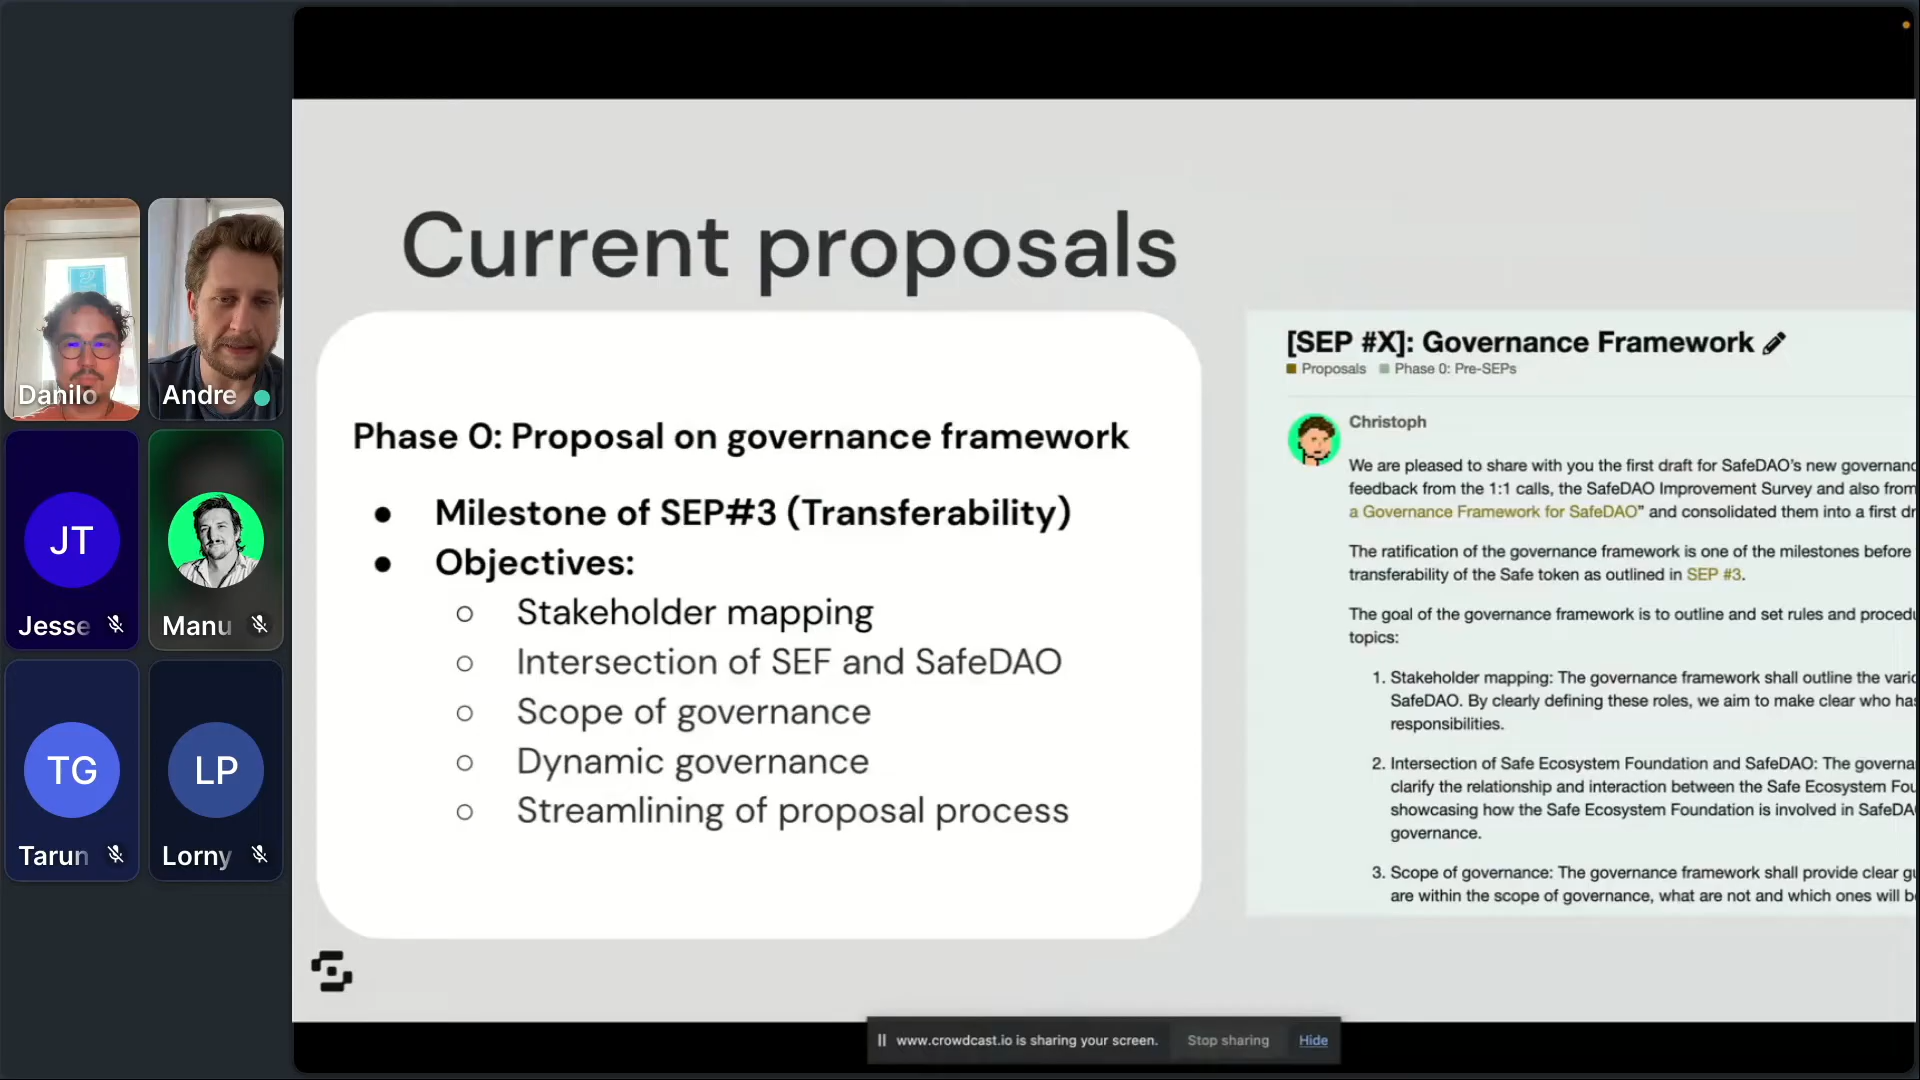 Danilo
Andre
JT
Jesse
Manu
TG
Tarun
LP
Lorny
Current proposals
Phase 0: Proposal on governance framework
● Milestone of SEP#3 (Transferability)
● Objectives:
○ Stakeholder mapping
○ Intersection of SEF and SafeDAO
○ Scope of governance
○ Dynamic governance
○ Streamlining of proposal process
[SEP #X]: Governance Framework
Proposals Phase 0: Pre-SEPs
Christoph
We are pleased to share with you the first draft for SafeDAO's new governanc
feedback from the 1:1 calls, the SafeDAO Improvement Survey and also from
a Governance Framework for SafeDAO" and consolidated them into a first dr
The ratification of the governance framework is one of the milestones before
transferability of the Safe token as outlined in SEP #3.
The goal of the governance framework is to outline and set rules and procedu
topics:
1. Stakeholder mapping: The governance framework shall outline the vario
SafeDAO. By clearly defining these roles, we aim to make clear who has
responsibilities.
2. Intersection of Safe Ecosystem Foundation and SafeDAO: The governa
clarify the relationship and interaction between the Safe Ecosystem Fou
showcasing how the Safe Ecosystem Foundation is involved in SafeDA
governance.
3. Scope of governance: The governance framework shall provide clear gu
are within the scope of governance, what are not and which ones will b
www.crowdcast.io is sharing your screen.
Stop sharing
Hide